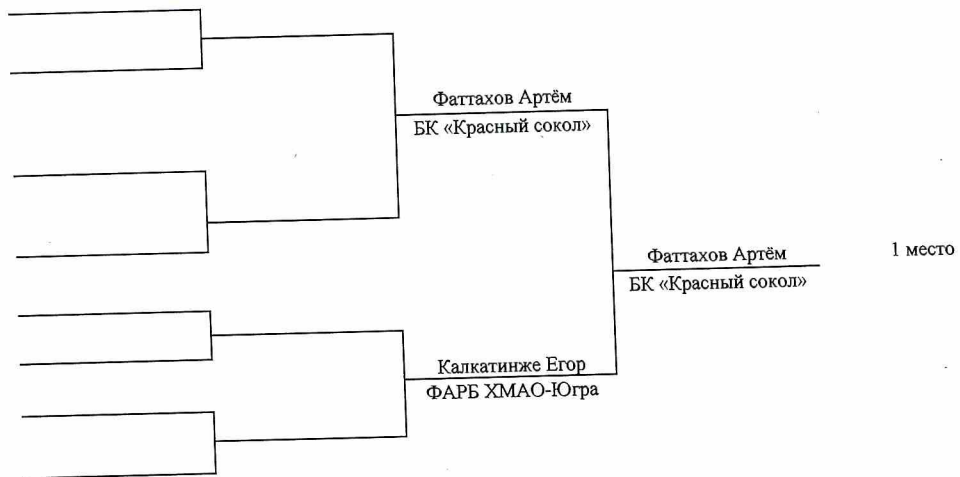 Фаттахов Артём
БК «Красный сокол»
Фаттахов Артём
БК «Красный сокол»
1 место
Калкатинже Егор
ФАРБ ХМАО-Югра